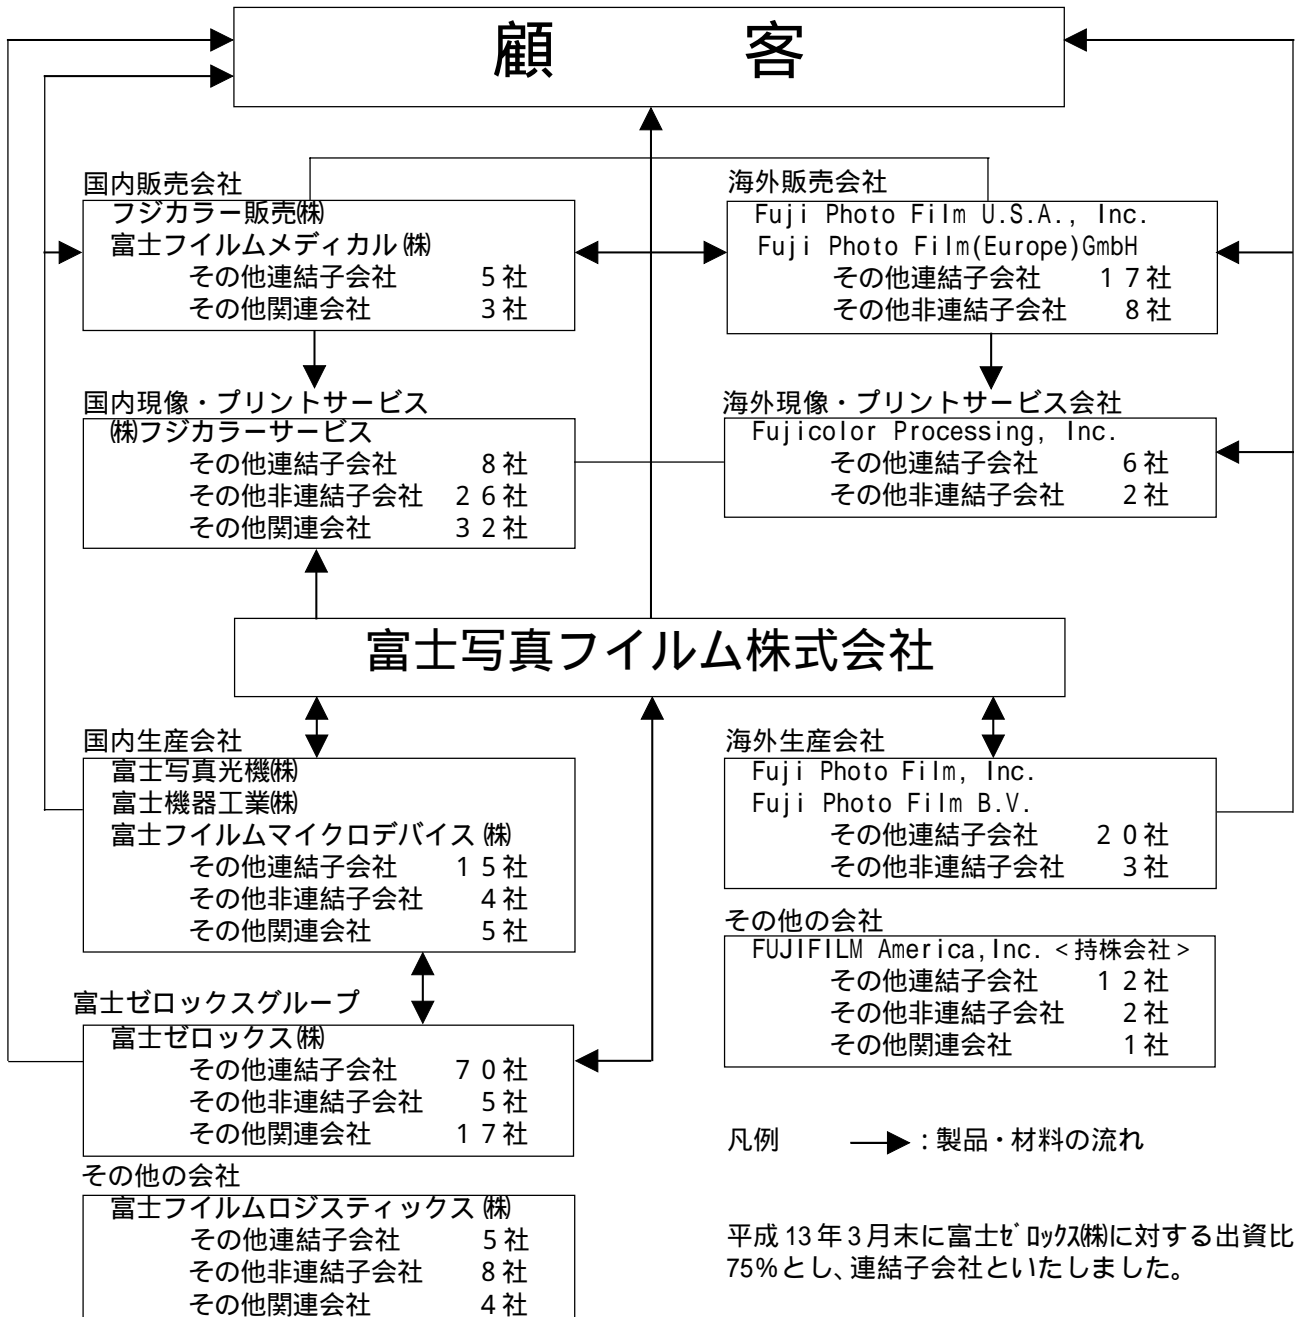 顧　客
国内販売会社
フジカラー販売㈱
富士フイルムメディカル㈱
その他連結子会社 5社
その他関連会社 3社
海外販売会社
Fuji Photo Film U.S.A., Inc.
Fuji Photo Film(Europe)GmbH
その他連結子会社 17社
その他非連結子会社 8社
国内現像・プリントサービス
㈱フジカラーサービス
その他連結子会社 8社
その他非連結子会社 26社
その他関連会社 32社
海外現像・プリントサービス会社
Fujicolor Processing, Inc.
その他連結子会社 6社
その他非連結子会社 2社
富士写真フイルム株式会社
国内生産会社
富士写真光機㈱
富士機器工業㈱
富士フイルムマイクロデバイス㈱
その他連結子会社 15社
その他非連結子会社 4社
その他関連会社 5社
海外生産会社
Fuji Photo Film, Inc.
Fuji Photo Film B.V.
その他連結子会社 20社
その他非連結子会社 3社
その他の会社
FUJIFILM America,Inc. <持株会社>
その他連結子会社 12社
その他非連結子会社 2社
その他関連会社 1社
富士ゼロックスグループ
富士ゼロックス㈱
その他連結子会社 70社
その他非連結子会社 5社
その他関連会社 17社
その他の会社
富士フイルムロジスティックス㈱
その他連結子会社 5社
その他非連結子会社 8社
その他関連会社 4社
凡例 ：製品・材料の流れ
平成13年3月末に富士ｾﾞﾛｯｸｽ㈱に対する出資比
75%とし、連結子会社といたしました。